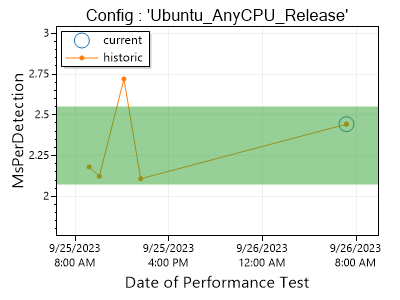 Config : 'Ubuntu_AnyCPU_Release'
current
historic
3
2.75
2.5
2.25
2
MsPerDetection
9/25/2023 9/25/2023 9/26/2023 9/26/2023
8:00 AM 4:00 PM 12:00 AM 8:00 AM
Date of Performance Test